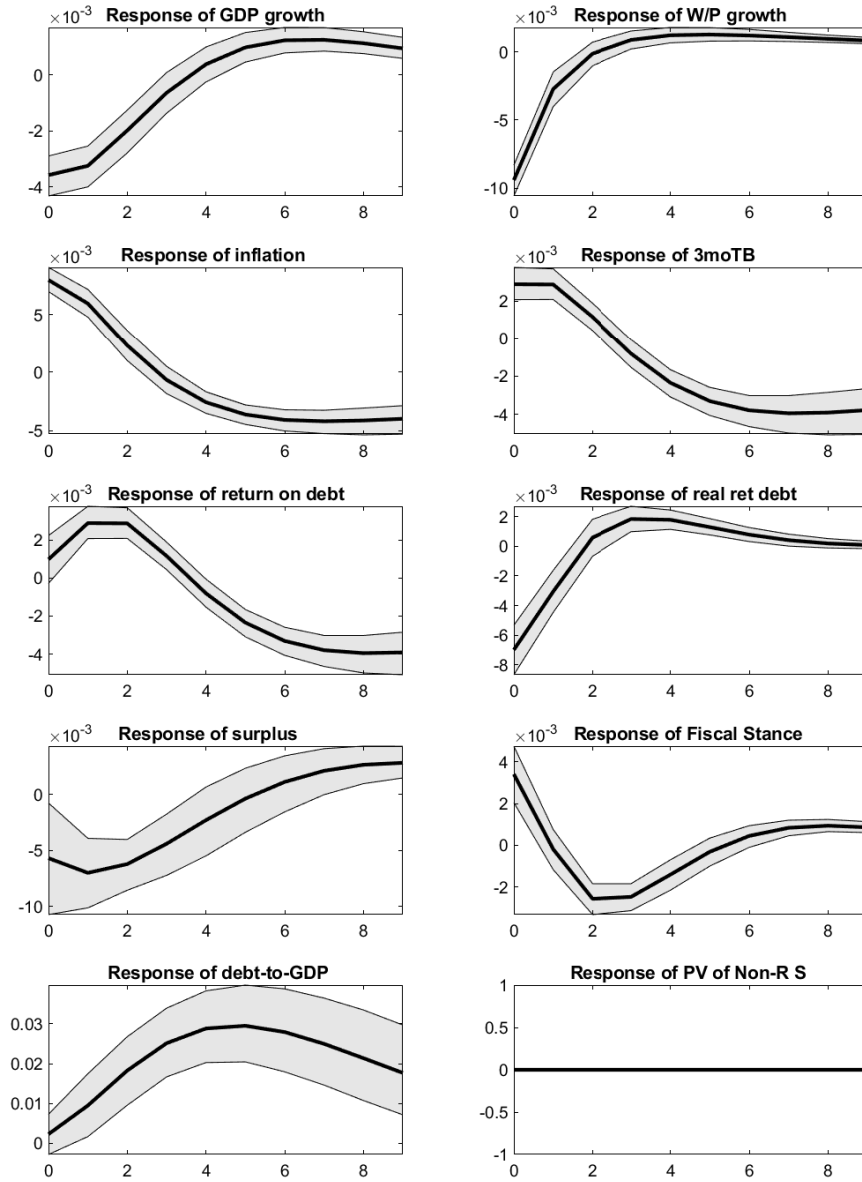 ×10⁻³
Response of GDP growth
0
-2
-4
0 2 4 6 8
×10⁻³
Response of W/P growth
0
-5
-10
0 2 4 6 8
×10⁻³
Response of inflation
5
0
-5
0 2 4 6 8
×10⁻³
Response of 3moTB
2
0
-2
-4
0 2 4 6 8
×10⁻³
Response of return on debt
2
0
-2
-4
0 2 4 6 8
×10⁻³
Response of real ret debt
2
0
-2
-4
-6
-8
0 2 4 6 8
×10⁻³
Response of surplus
0
-5
-10
0 2 4 6 8
×10⁻³
Response of Fiscal Stance
4
2
0
-2
0 2 4 6 8
Response of debt-to-GDP
0.03
0.02
0.01
0
0 2 4 6 8
Response of PV of Non-R S
1
0.5
0
-0.5
-1
0 2 4 6 8